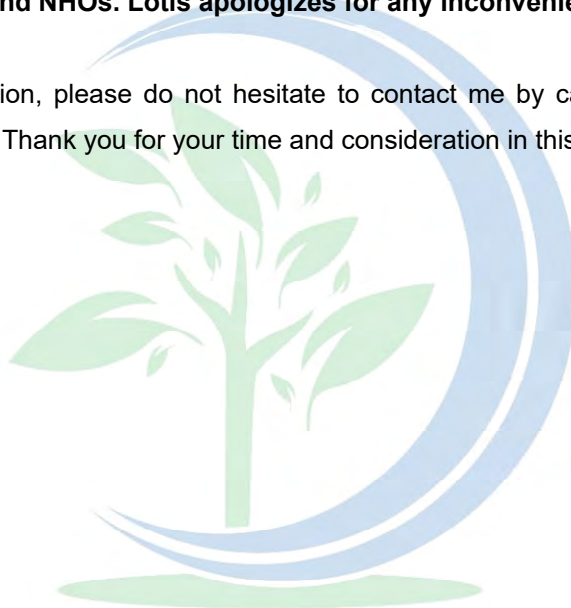 nd NHOs. Lotis apologizes for any inconvenie
ion, please do not hesitate to contact me by ca
Thank you for your time and consideration in this